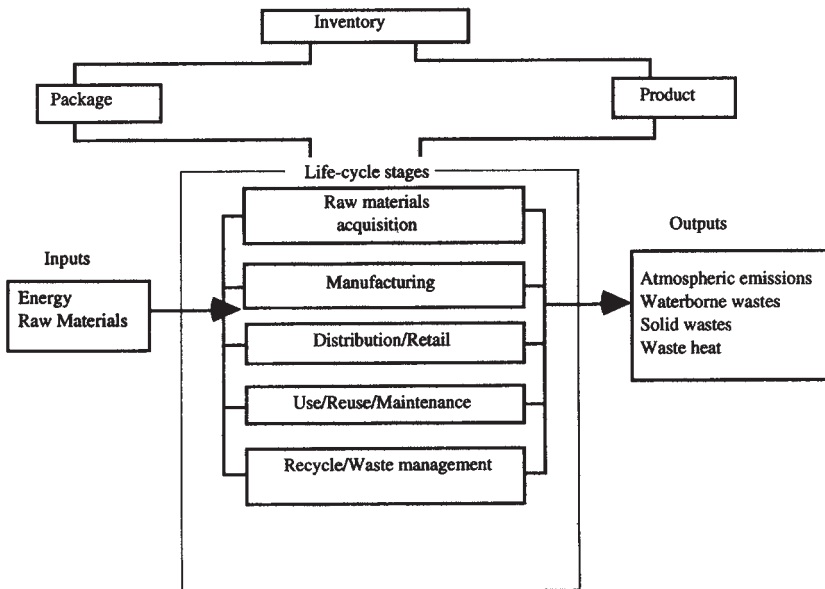 Inventory
Package
Product
Life-cycle stages
Raw materials
acquisition
Manufacturing
Distribution/Retail
Use/Reuse/Maintenance
Recycle/Waste management
Inputs
Energy
Raw Materials
Outputs
Atmospheric emissions
Waterborne wastes
Solid wastes
Waste heat